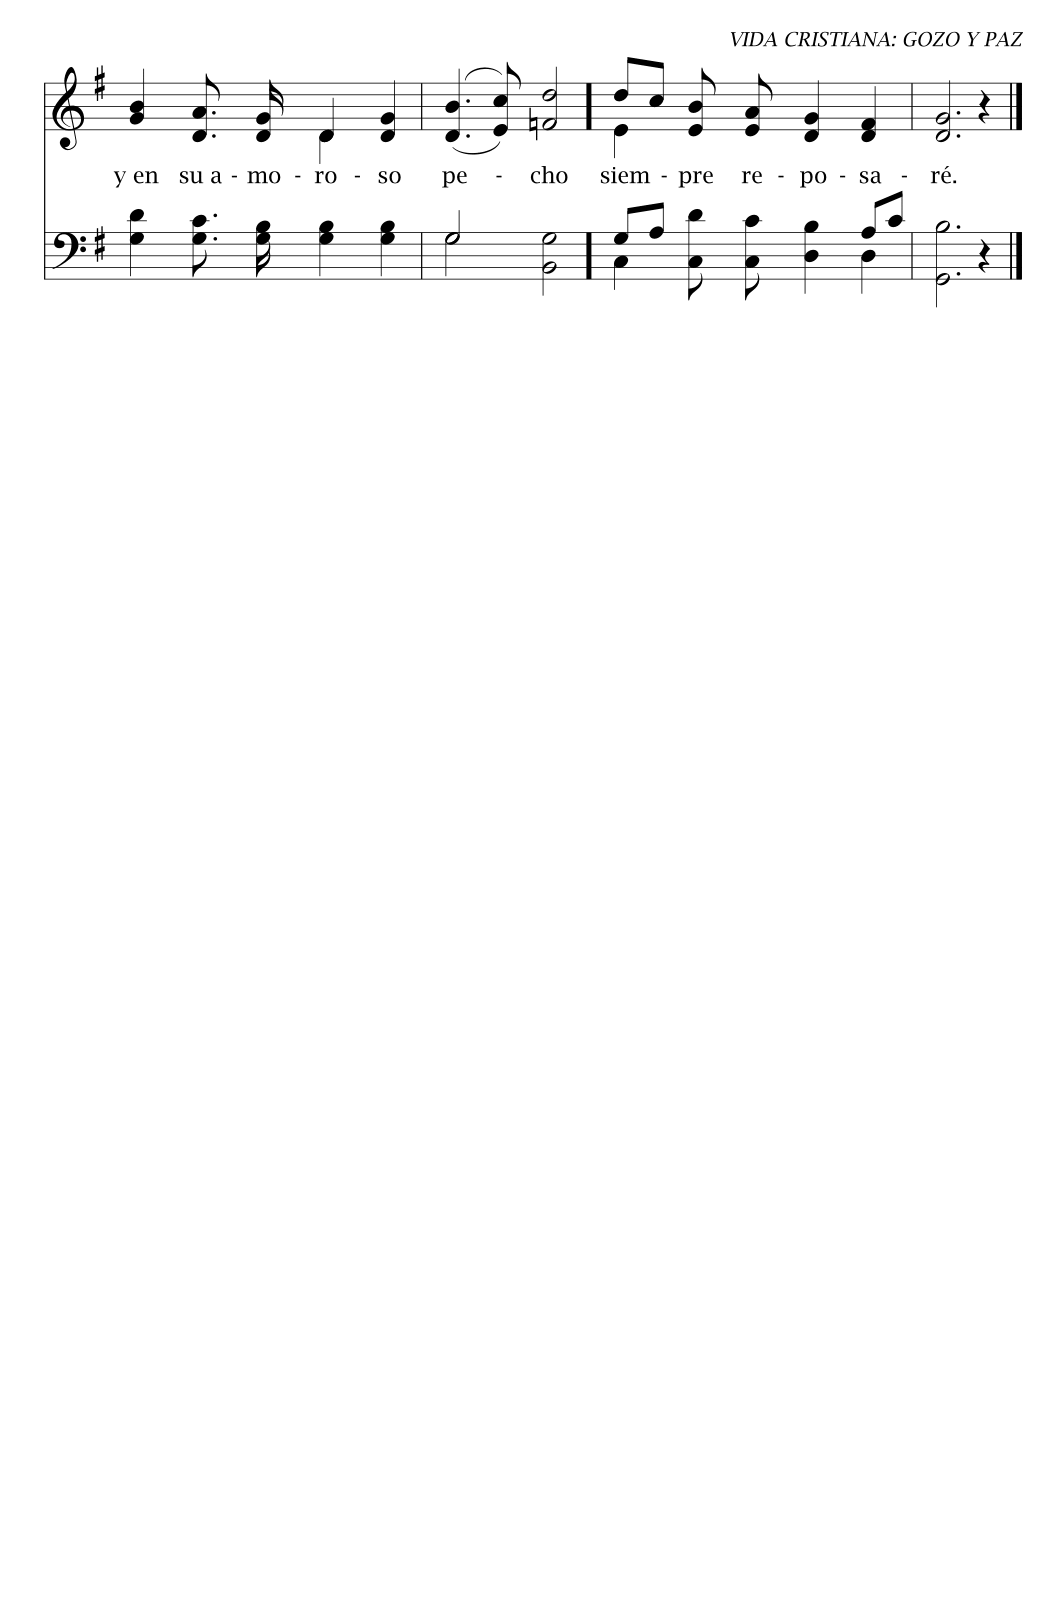 VIDA CRISTIANA: GOZO Y PAZ
y en su a - mo - ro - so pe - cho siem - pre re - po - sa - ré.